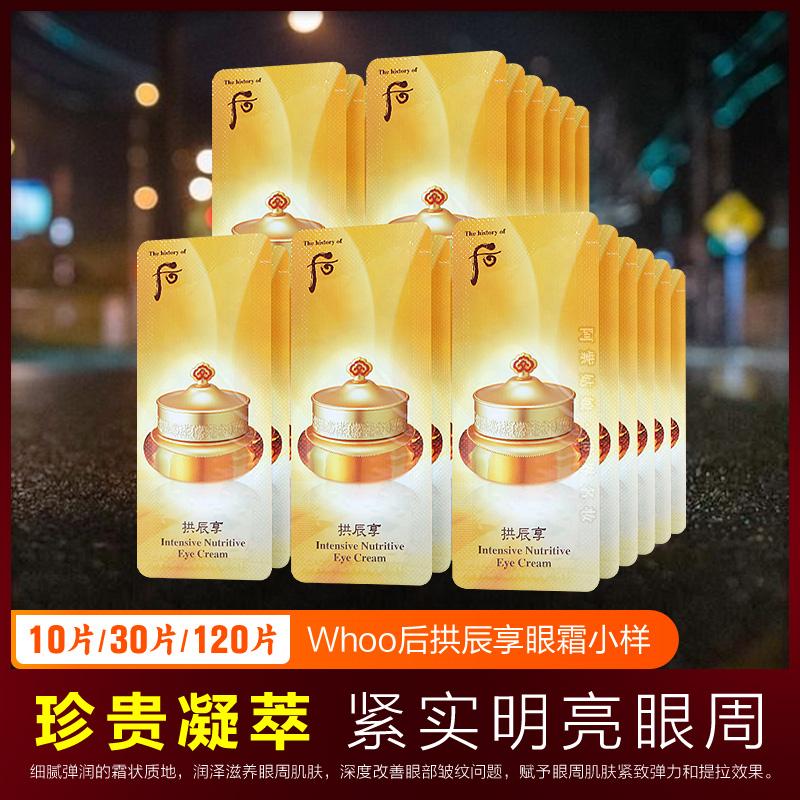 The history of
后
The history of
后
The history of
后
The history of
后
The history of
后
拱辰享
Intensive Nutritive
Eye Cream
拱辰享
Intensive Nutritive
Eye Cream
拱辰享
Intensive Nutritive
Eye Cream
10片/30片/120片
Whoo后拱辰享眼霜小样
珍贵凝萃 紧实明亮眼周
细腻弹润的霜状质地，润泽滋养眼周肌肤，深度改善眼部皱纹问题，赋予眼周肌肤紧致弹力和提拉效果。